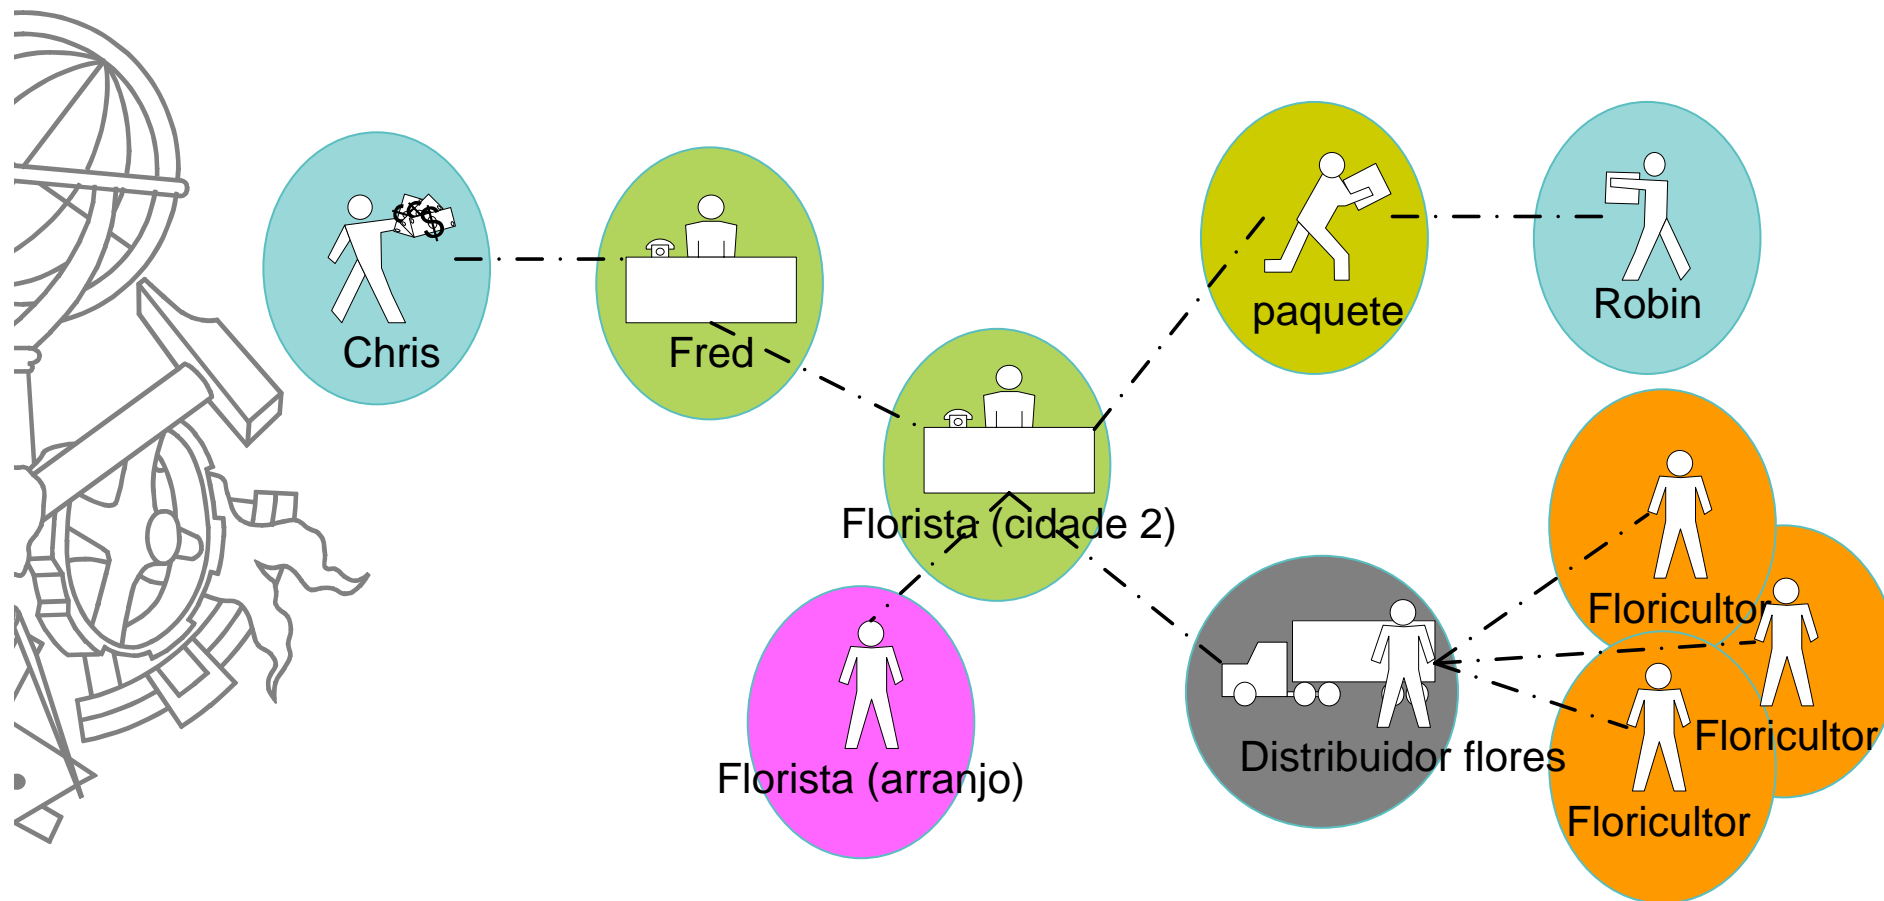 Chris
Fred
paquete
Robin
Florista (cidade 2)
Floricultor
Floricultor
Distribuidor flores
Florista (arranjo)
Floricultor